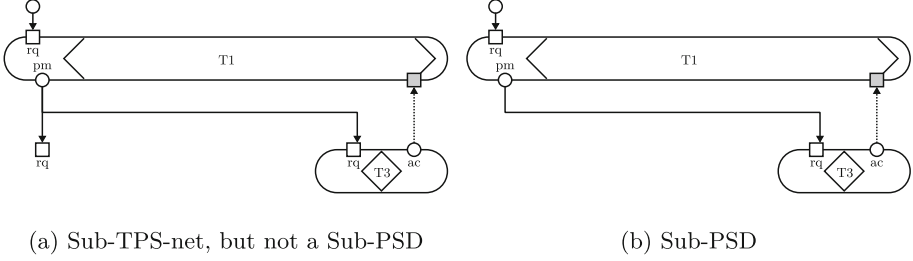 rq
pm
T1
rq
rq
T3
ac
(a) Sub-TPS-net, but not a Sub-PSD
rq
pm
T1
rq
T3
ac
(b) Sub-PSD